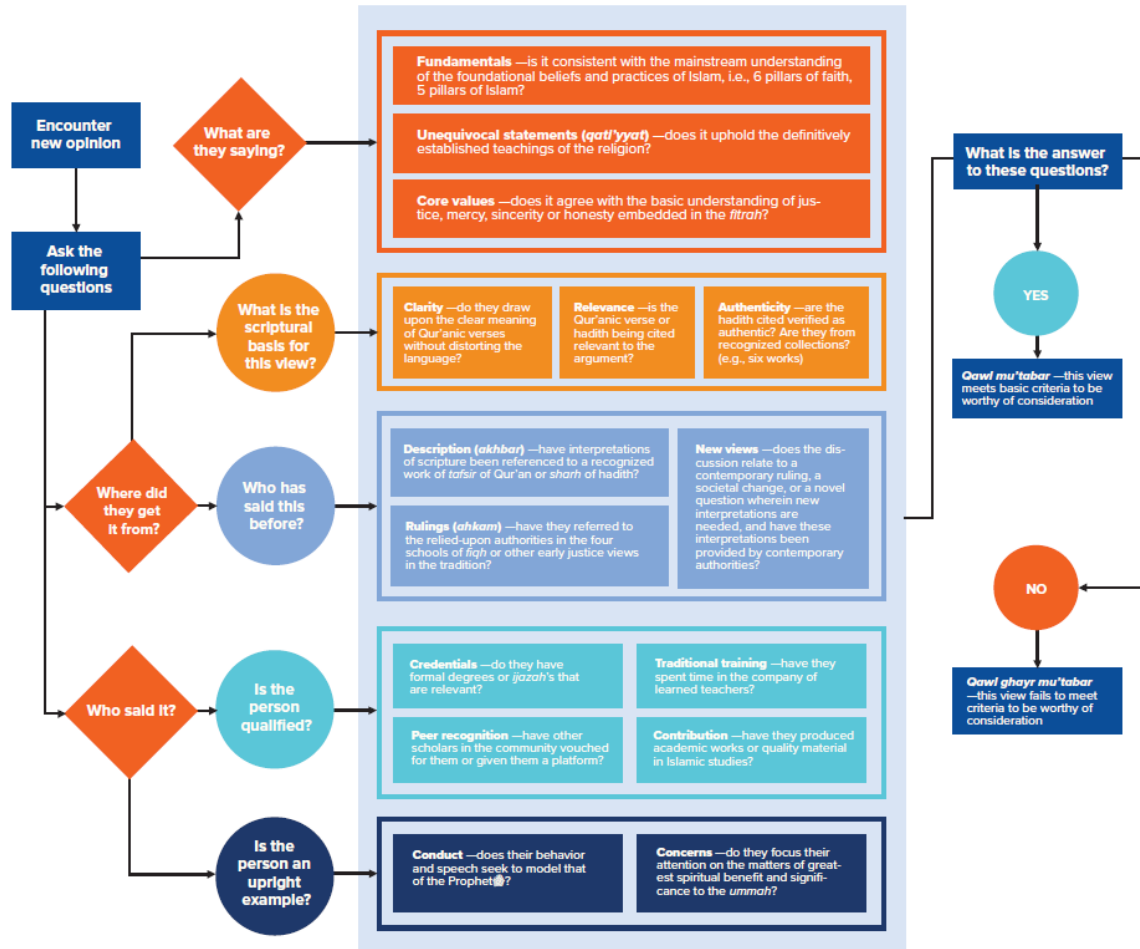 Encounter
new opinion
Ask the
following
questions
What are
they saying?
Fundamentals —is it consistent with the mainstream understanding
of the foundational beliefs and practices of Islam, i.e., 6 pillars of faith,
5 pillars of Islam?
Unequivocal statements (qati'yyat) —does it uphold the definitively
established teachings of the religion?
Core values —does it agree with the basic understanding of jus-
tice, mercy, sincerity or honesty embedded in the fitrah?
Where did
they get
it from?
What is the
scriptural
basis for
this view?
Clarity —do they draw
upon the clear meaning
of Qur'anic verses
without distorting the
language?
Relevance —is the
Qur'anic verse or
hadith being cited
relevant to the
argument?
Authenticity —are the
hadith cited verified as
authentic? Are they from
recognized collections?
(e.g., six works)
Who has
said this
before?
Description (akhbar) —have interpretations
of scripture been referenced to a recognized
work of tafsir of Qur'an or sharh of hadith?
Rulings (ahkam) —have they referred to
the relied-upon authorities in the four
schools of fiqh or other early justice views
in the tradition?
New views —does the dis-
cussion relate to a
contemporary ruling, a
societal change, or a novel
question wherein new
interpretations are
needed, and have these
interpretations been
provided by contemporary
authorities?
Who said it?
Is the
person
qualified?
Credentials —do they have
formal degrees or ijazah's that
are relevant?
Traditional training —have they
spent time in the company of
learned teachers?
Peer recognition —have other
scholars in the community vouched
for them or given them a platform?
Contribution —have they produced
academic works or quality material
in Islamic studies?
Is the
person an
upright
example?
Conduct —does their behavior
and speech seek to model that
of the Prophet?
Concerns —do they focus their
attention on the matters of great-
est spiritual benefit and signifi-
cance to the ummah?
What is the answer
to these questions?
YES
Qawl mu'tabar —this view
meets basic criteria to be
worthy of consideration
NO
Qawl ghayr mu'tabar
—this view fails to meet
criteria to be worthy of
consideration